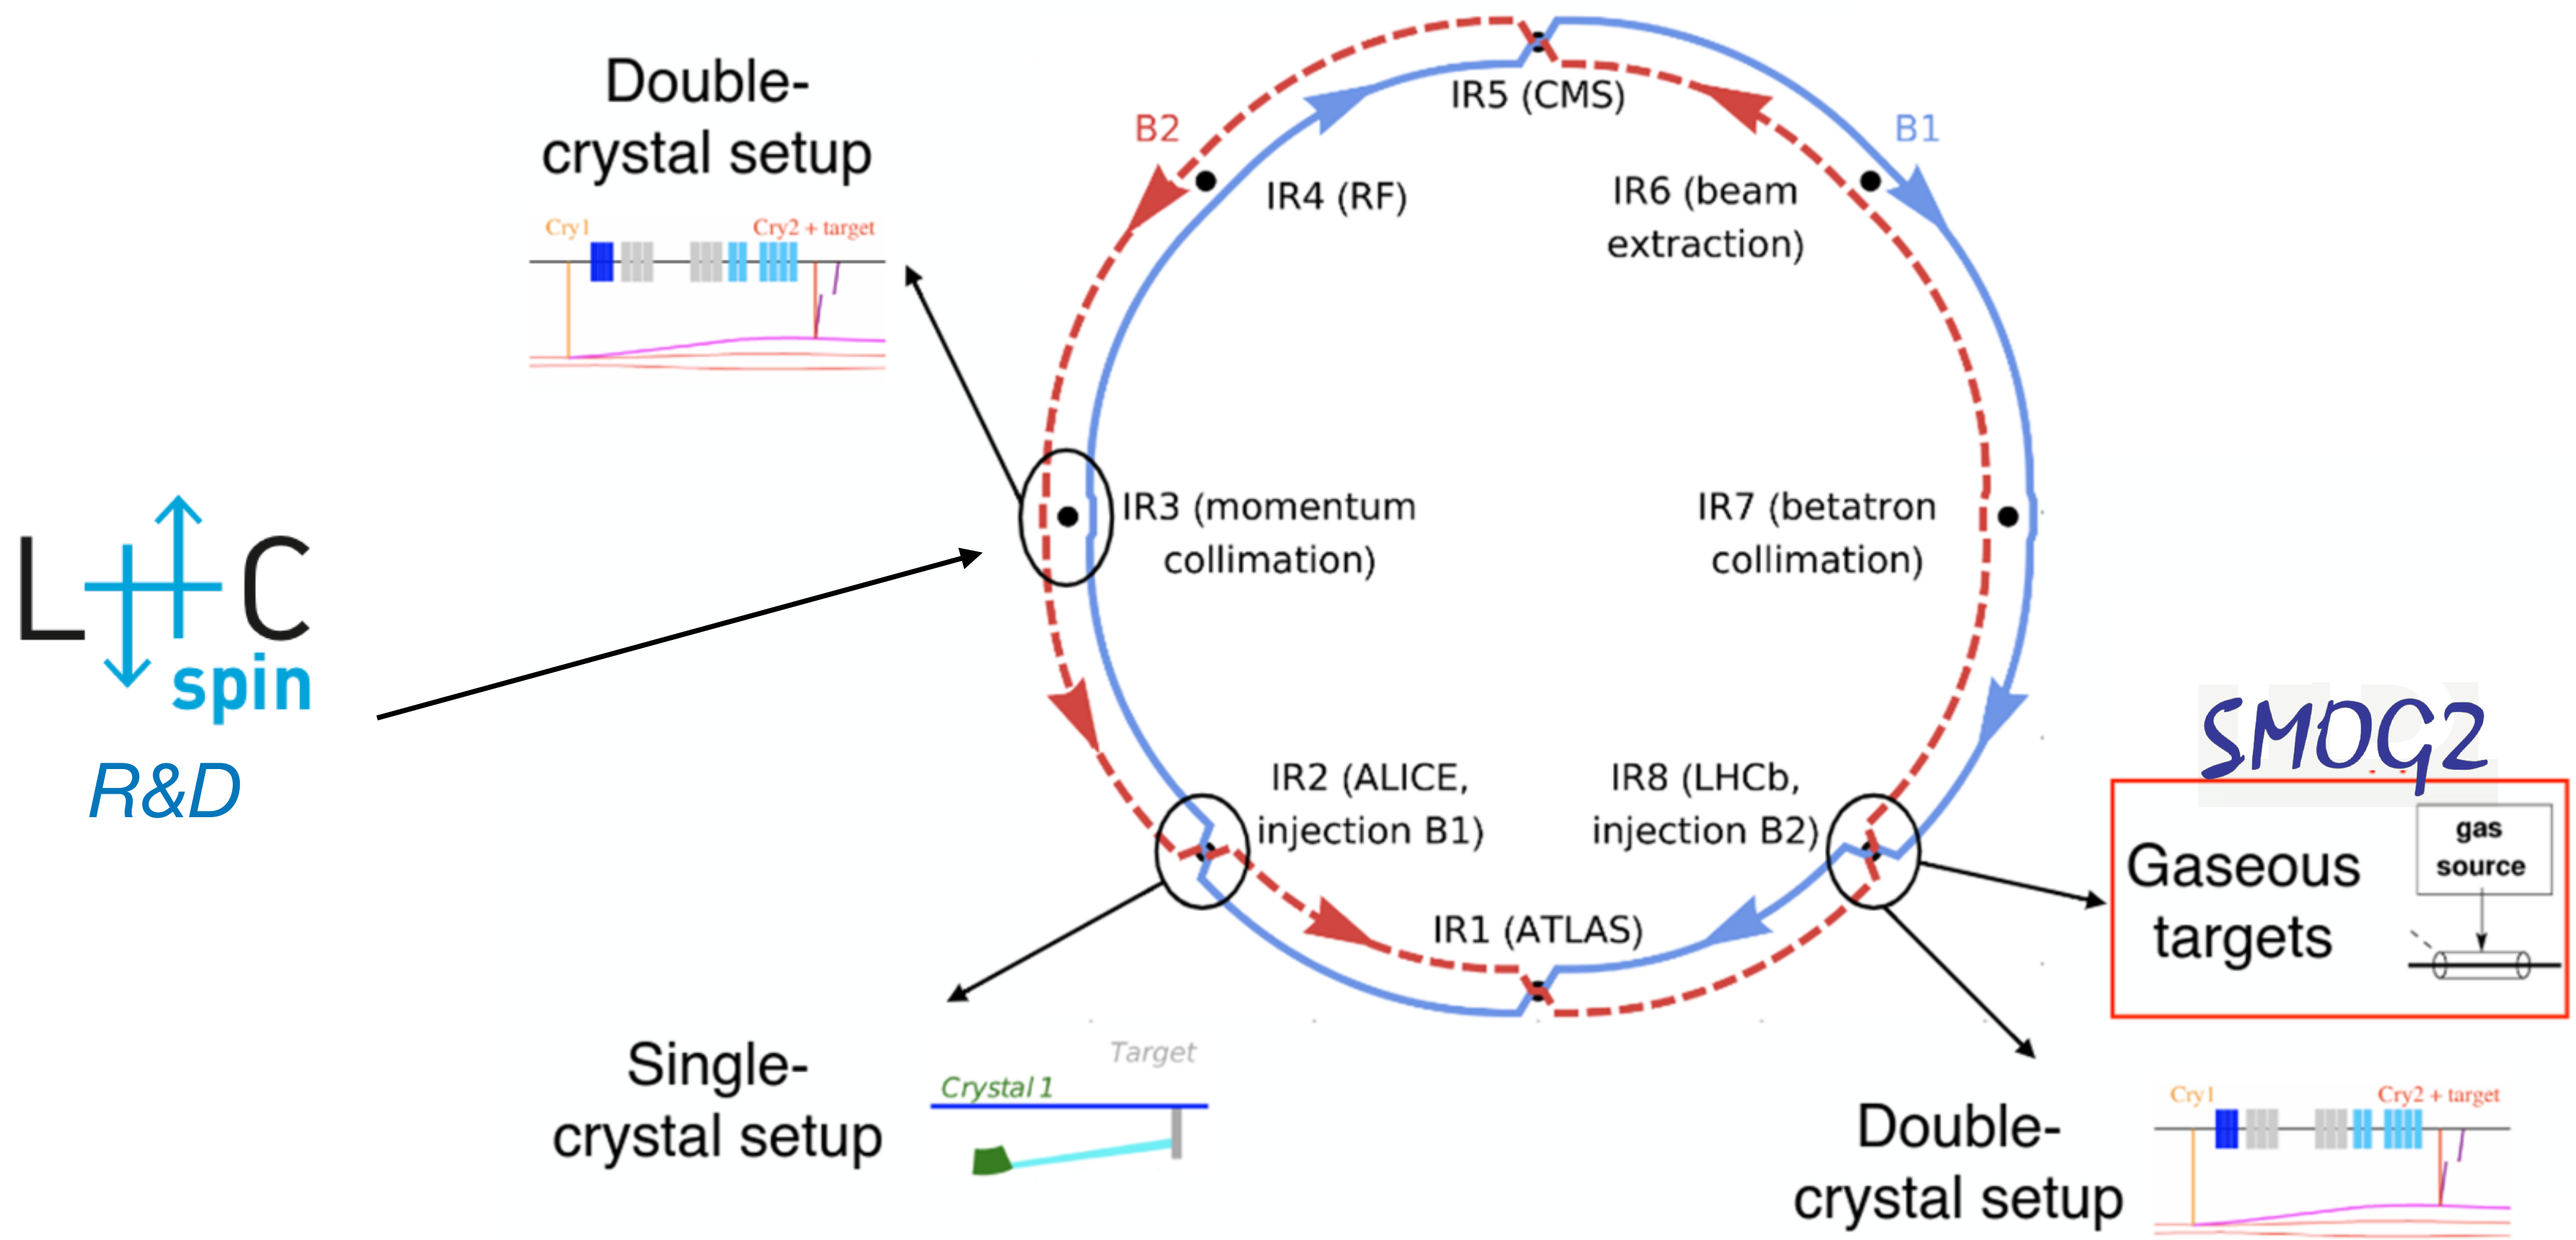 Double-
crystal setup
Cry1
Cry2 + target
B2
B1
IR5 (CMS)
IR4 (RF)
IR6 (beam
extraction)
IR3 (momentum
collimation)
IR7 (betatron
collimation)
LHC
spin
R&D
IR2 (ALICE,
injection B1)
IR8 (LHCb,
injection B2)
IR1 (ATLAS)
SMOG2
Gaseous
targets
gas
source
Single-
crystal setup
Crystal 1
Target
Double-
crystal setup
Cry1
Cry2 + target